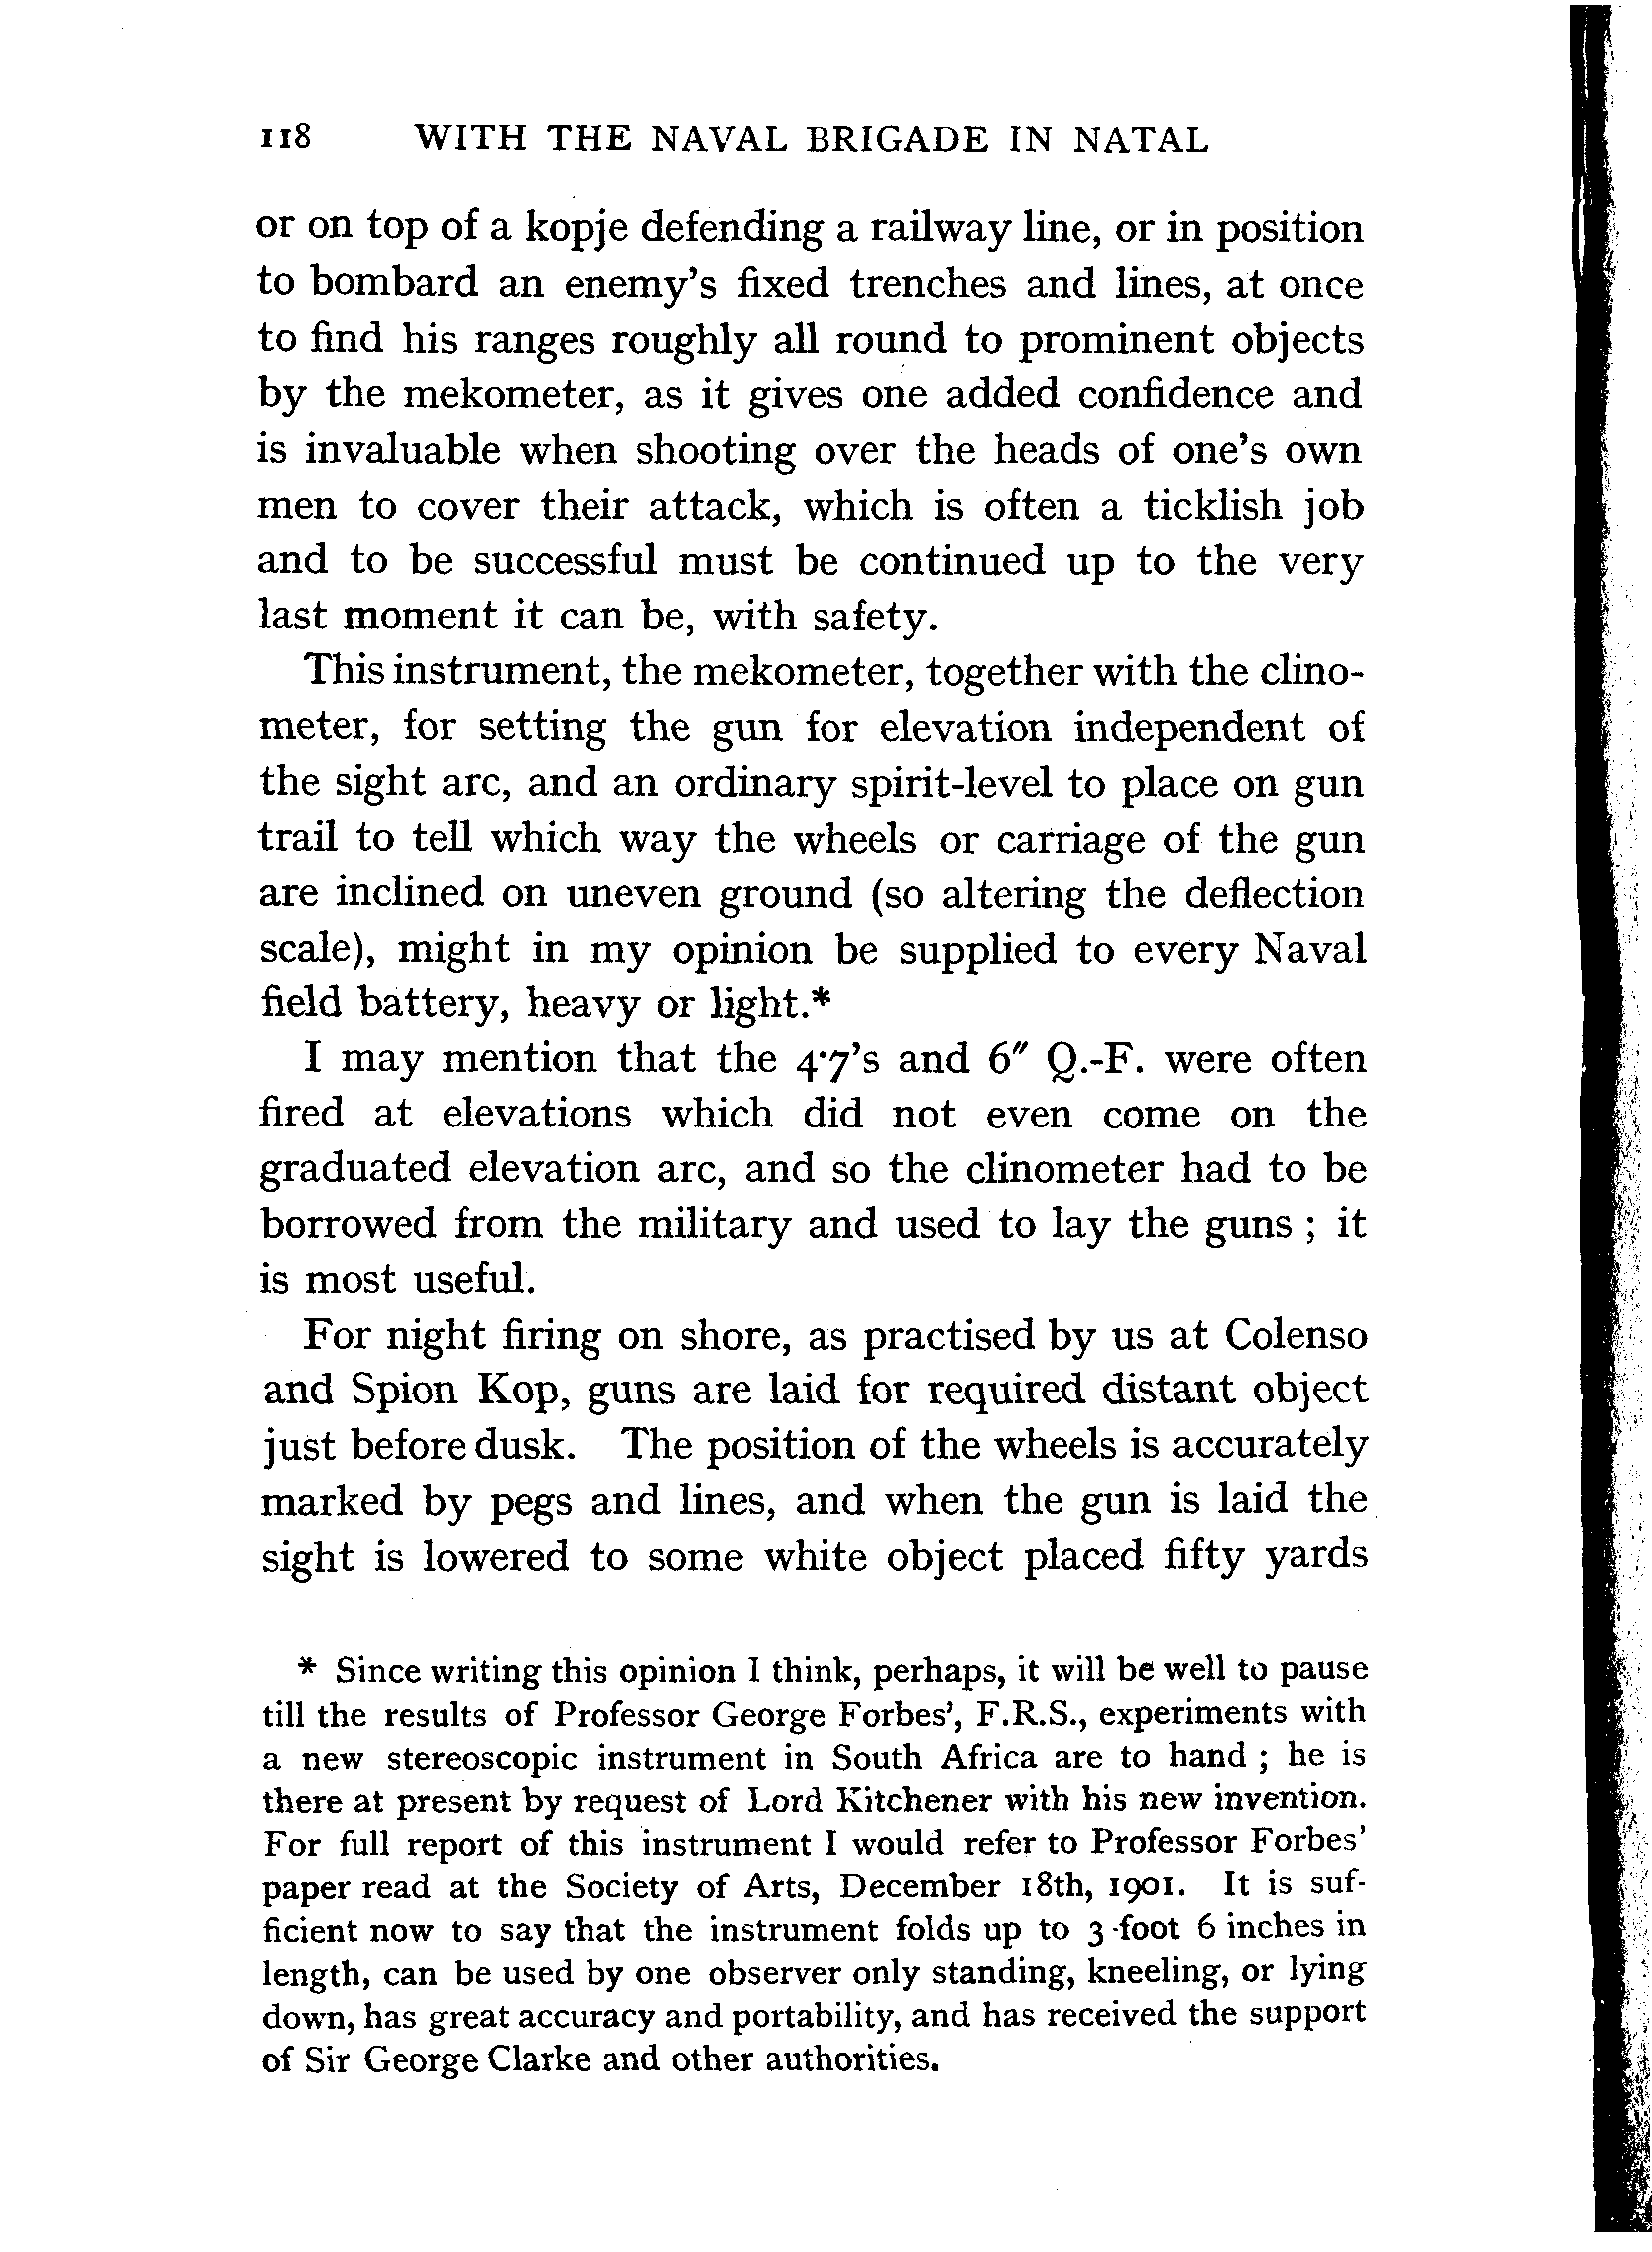 118 WITH THE NAVAL BRIGADE IN NATAL
or on top of a kopje defending a railway line, or in position
to bombard an enemy's fixed trenches and lines, at once
to find his ranges roughly all round to prominent objects
by the mekometer, as it gives one added confidence and
is invaluable when shooting over the heads of one's own
men to cover their attack, which is often a ticklish job
and to be successful must be continued up to the very
last moment it can be, with safety.
This instrument, the mekometer, together with the clino-
meter, for setting the gun for elevation independent of
the sight arc, and an ordinary spirit-level to place on gun
trail to tell which way the wheels or carriage of the gun
are inclined on uneven ground (so altering the deflection
scale), might in my opinion be supplied to every Naval
field battery, heavy or light.*
I may mention that the 4·7's and 6″ Q.-F. were often
fired at elevations which did not even come on the
graduated elevation arc, and so the clinometer had to be
borrowed from the military and used to lay the guns ; it
is most useful.
For night firing on shore, as practised by us at Colenso
and Spion Kop, guns are laid for required distant object
just before dusk. The position of the wheels is accurately
marked by pegs and lines, and when the gun is laid the
sight is lowered to some white object placed fifty yards
* Since writing this opinion I think, perhaps, it will be well to pause
till the results of Professor George Forbes', F.R.S., experiments with
a new stereoscopic instrument in South Africa are to hand ; he is
there at present by request of Lord Kitchener with his new invention.
For full report of this instrument I would refer to Professor Forbes'
paper read at the Society of Arts, December 18th, 1901. It is suf-
ficient now to say that the instrument folds up to 3 foot 6 inches in
length, can be used by one observer only standing, kneeling, or lying
down, has great accuracy and portability, and has received the support
of Sir George Clarke and other authorities.